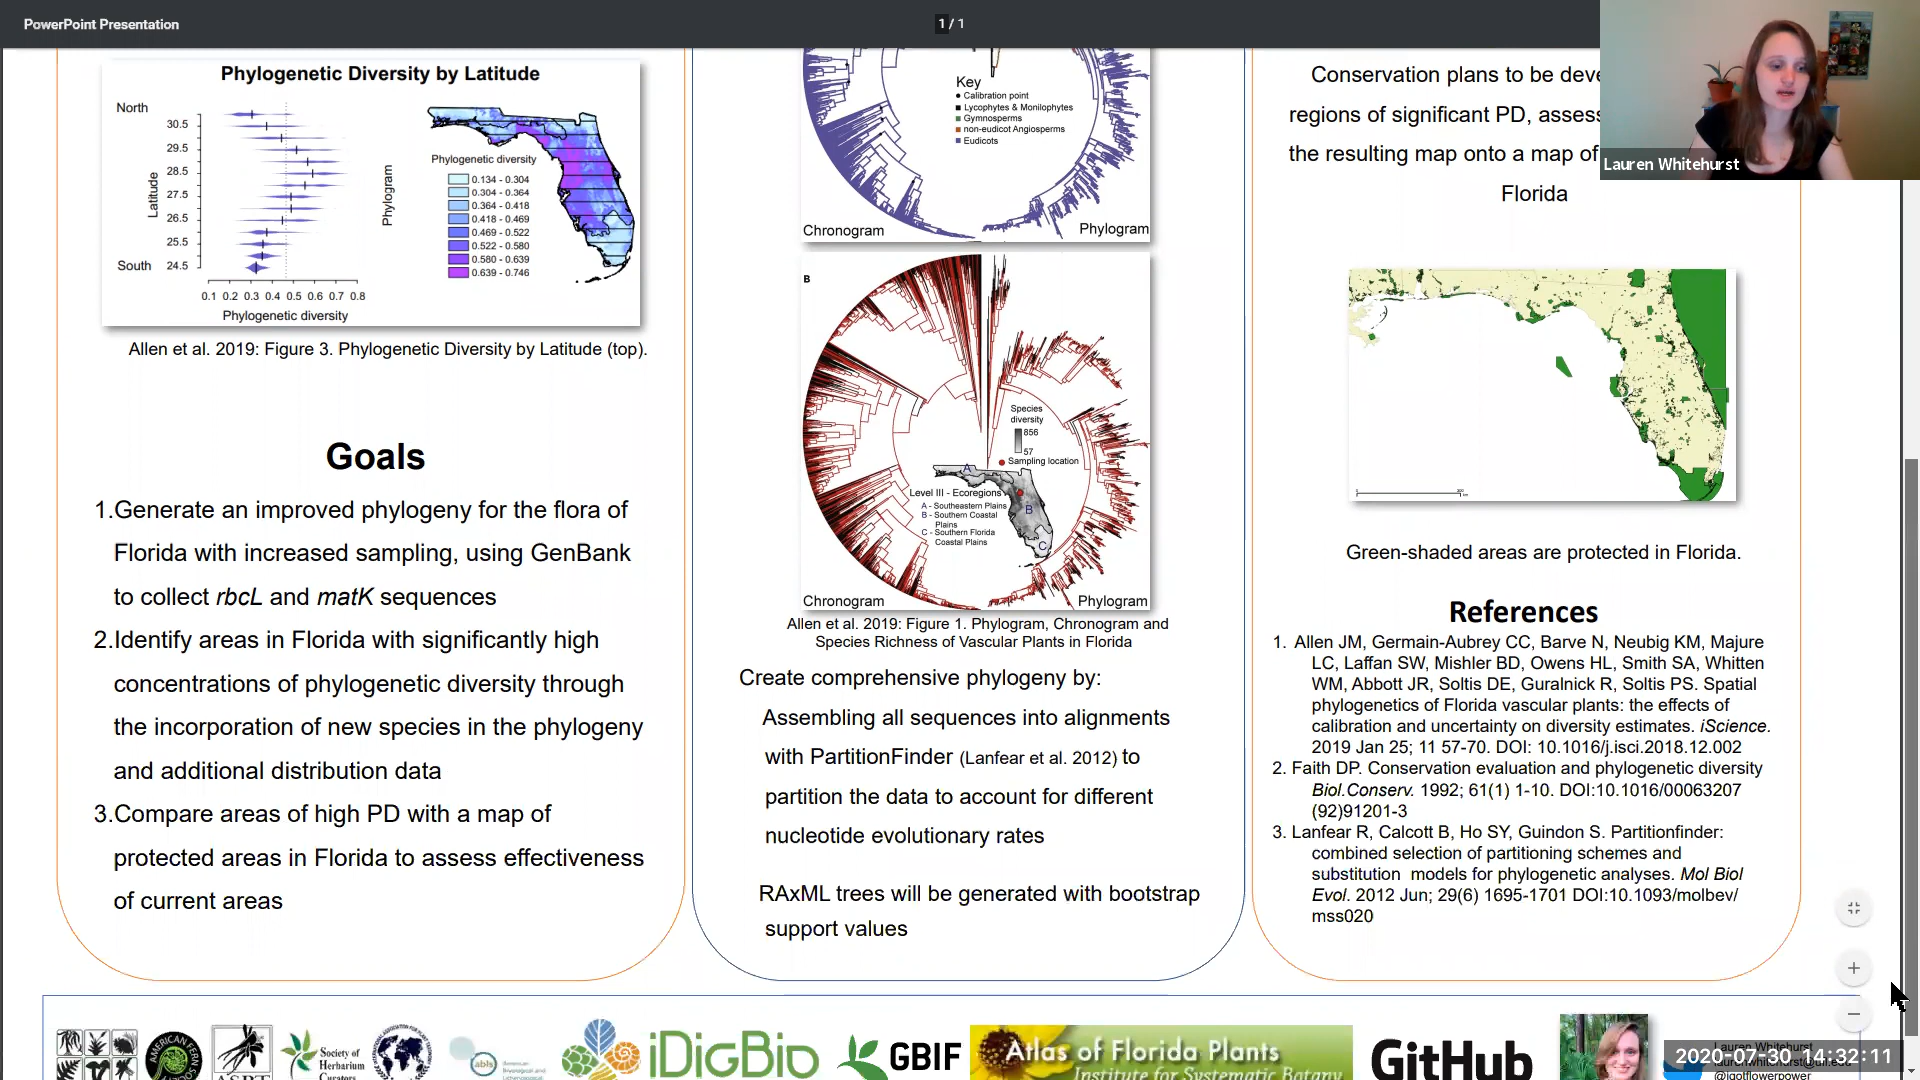 PowerPoint Presentation
1 / 1
Phylogenetic Diversity by Latitude
North
30.5
29.5
28.5
27.5
26.5
25.5
South
24.5
Latitude
0.1 0.2 0.3 0.4 0.5 0.6 0.7 0.8
Phylogenetic diversity
Phylogram
Phylogenetic diversity
0.134 - 0.304
0.304 - 0.364
0.364 - 0.418
0.418 - 0.469
0.469 - 0.522
0.522 - 0.580
0.580 - 0.639
0.639 - 0.746
Allen et al. 2019: Figure 3. Phylogenetic Diversity by Latitude (top).
Goals
1.Generate an improved phylogeny for the flora of
Florida with increased sampling, using GenBank
to collect rbcL and matK sequences
2.Identify areas in Florida with significantly high
concentrations of phylogenetic diversity through
the incorporation of new species in the phylogeny
and additional distribution data
3.Compare areas of high PD with a map of
protected areas in Florida to assess effectiveness
of current areas
Key
Calibration point
Lycophytes & Monilophytes
Gymnosperms
non-eudicot Angiosperms
Eudicots
Chronogram
Phylogram
B
Species
diversity
856
57
Sampling location
Level III - Ecoregions
A - Southeastern Plains
B - Southern Coastal
Plains
C - Southern Florida
Coastal Plains
A
B
C
Chronogram
Phylogram
Allen et al. 2019: Figure 1. Phylogram, Chronogram and
Species Richness of Vascular Plants in Florida
Create comprehensive phylogeny by:
Assembling all sequences into alignments
with PartitionFinder (Lanfear et al. 2012) to
partition the data to account for different
nucleotide evolutionary rates
RAxML trees will be generated with bootstrap
support values
Conservation plans to be deve
regions of significant PD, assess
the resulting map onto a map of
Florida
Lauren Whitehurst
Green-shaded areas are protected in Florida.
References
1. Allen JM, Germain-Aubrey CC, Barve N, Neubig KM, Majure
LC, Laffan SW, Mishler BD, Owens HL, Smith SA, Whitten
WM, Abbott JR, Soltis DE, Guralnick R, Soltis PS. Spatial
phylogenetics of Florida vascular plants: the effects of
calibration and uncertainty on diversity estimates. iScience.
2019 Jan 25; 11 57-70. DOI: 10.1016/j.isci.2018.12.002
2. Faith DP. Conservation evaluation and phylogenetic diversity
Biol.Conserv. 1992; 61(1) 1-10. DOI:10.1016/00063207
(92)91201-3
3. Lanfear R, Calcott B, Ho SY, Guindon S. Partitionfinder:
combined selection of partitioning schemes and
substitution models for phylogenetic analyses. Mol Biol
Evol. 2012 Jun; 29(6) 1695-1701 DOI:10.1093/molbev/
mss020
AMERICAN FERN
Society of
Herbarium
Curators
abls
iDigBio
GBIF
Atlas of Florida Plants
Institute for Systematic Botany
GitHub
Lauren Whitehurst
@igotflowerpower
2020-07-30 14:32:11